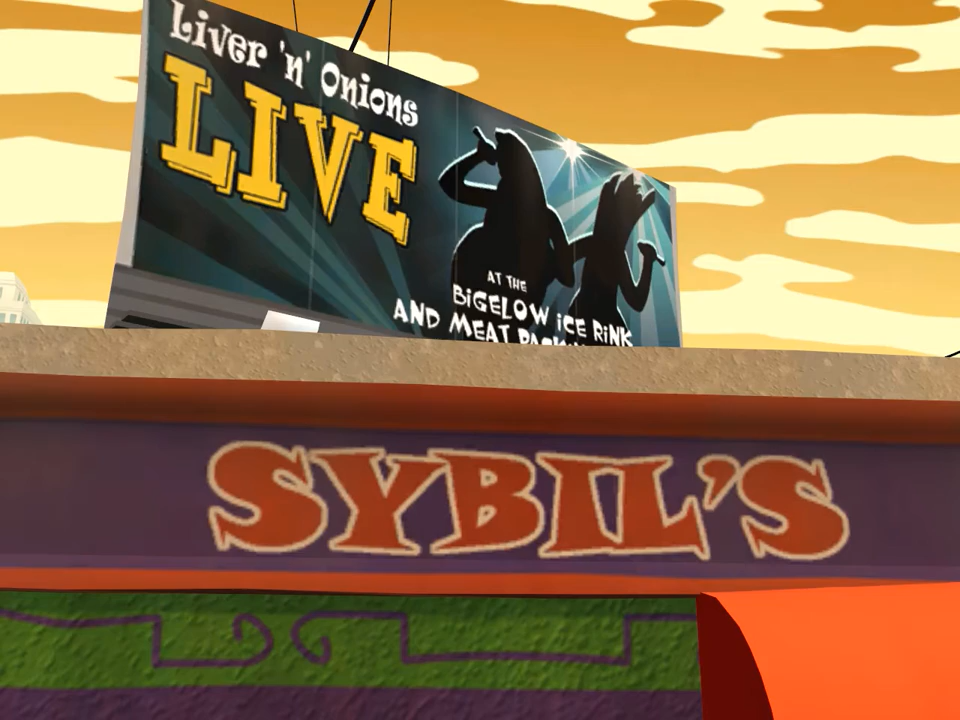 Liver 'n' Onions
LIVE
AT THE
BIGELOW ICE RINK
AND MEAT
SYBIL'S